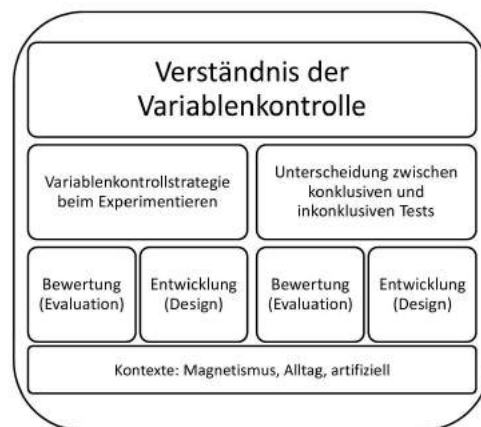 Verständnis der
Variablenkontrolle
Variablenkontrollstrategie
beim Experimentieren
Unterscheidung zwischen
konklusiven und
inkonklusiven Tests
Bewertung
(Evaluation)
Entwicklung
(Design)
Bewertung
(Evaluation)
Entwicklung
(Design)
Kontexte: Magnetismus, Alltag, artifiziell